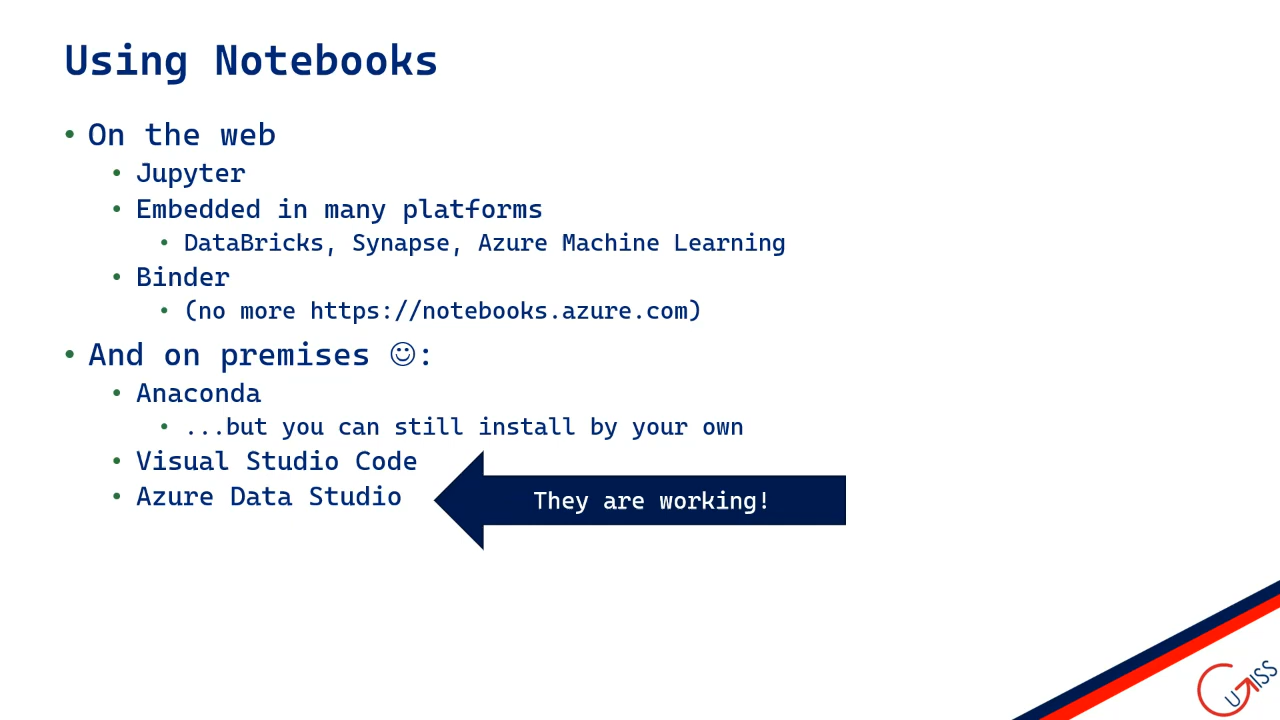 Using Notebooks
• On the web
• Jupyter
• Embedded in many platforms
• DataBricks, Synapse, Azure Machine Learning
• Binder
• (no more https://notebooks.azure.com)
• And on premises ☺:
• Anaconda
• ...but you can still install by your own
• Visual Studio Code
• Azure Data Studio
They are working!
UGISS